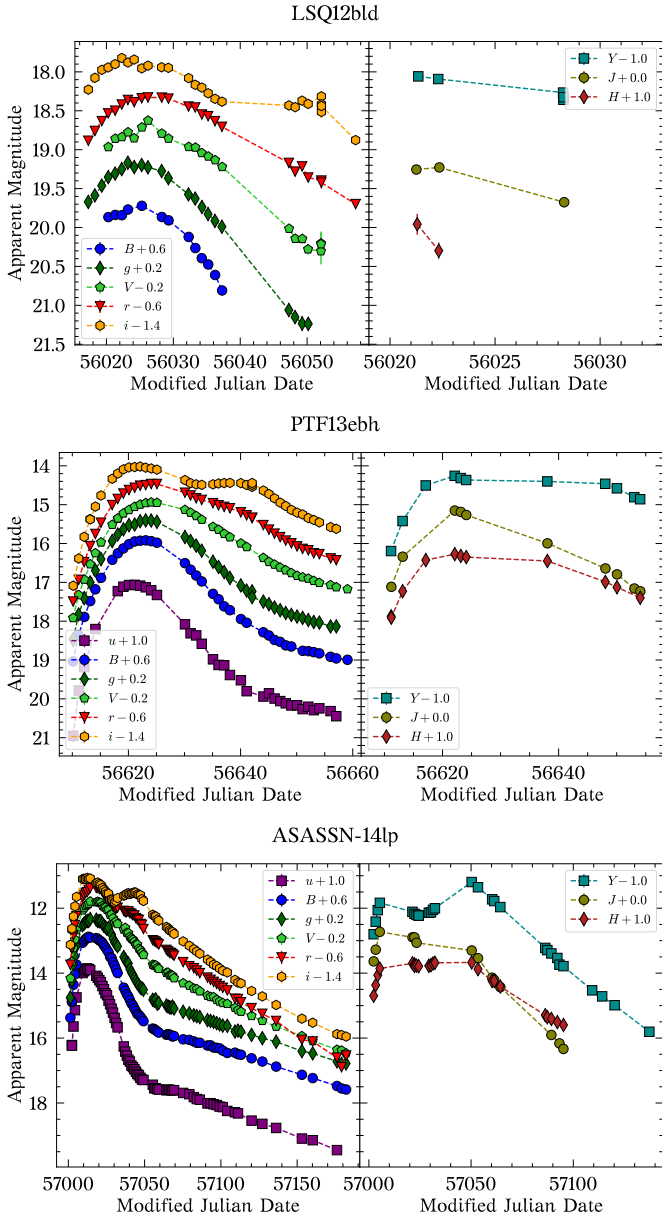 LSQ12bld
18.0
18.5
19.0
19.5
20.0
20.5
21.0
21.5
Apparent Magnitude
B + 0.6
g + 0.2
V − 0.2
r − 0.6
i − 1.4
56020 56030 56040 56050
Modified Julian Date
Y − 1.0
J + 0.0
H + 1.0
56020 56025 56030
Modified Julian Date
PTF13ebh
14
15
16
17
18
19
20
21
Apparent Magnitude
u + 1.0
B + 0.6
g + 0.2
V − 0.2
r − 0.6
i − 1.4
56620 56640 56660
Modified Julian Date
Y − 1.0
J + 0.0
H + 1.0
56620 56640
Modified Julian Date
ASASSN-14lp
12
14
16
18
Apparent Magnitude
u + 1.0
B + 0.6
g + 0.2
V − 0.2
r − 0.6
i − 1.4
57000 57050 57100 57150
Modified Julian Date
Y − 1.0
J + 0.0
H + 1.0
57000 57050 57100
Modified Julian Date